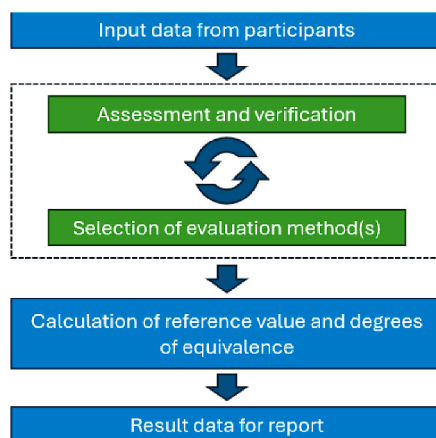 Input data from participants
Assessment and verification
Selection of evaluation method(s)
Calculation of reference value and degrees
of equivalence
Result data for report